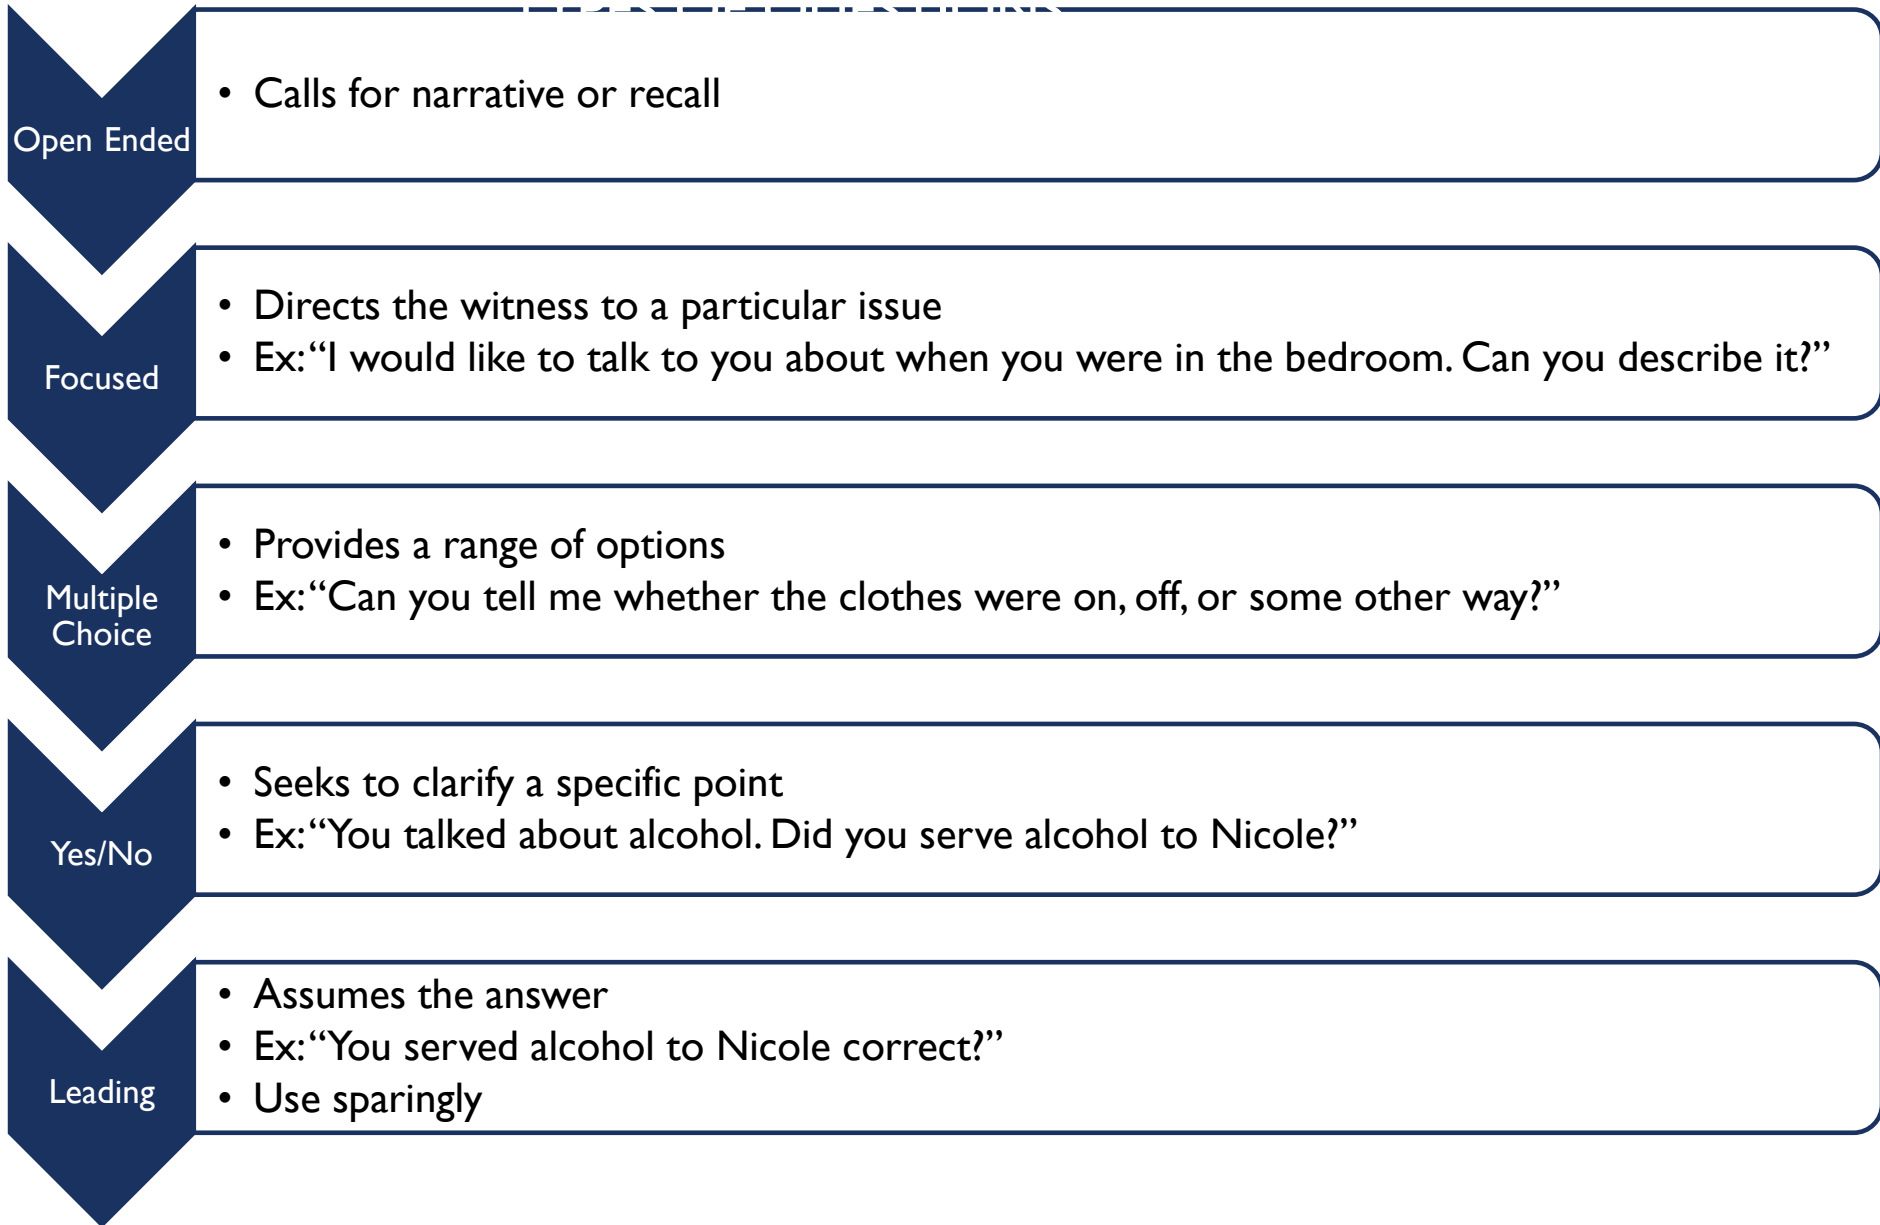 TYPES OF QUESTIONS
Open Ended
• Calls for narrative or recall
Focused
• Directs the witness to a particular issue
• Ex: “I would like to talk to you about when you were in the bedroom. Can you describe it?”
Multiple
Choice
• Provides a range of options
• Ex: “Can you tell me whether the clothes were on, off, or some other way?”
Yes/No
• Seeks to clarify a specific point
• Ex: “You talked about alcohol. Did you serve alcohol to Nicole?”
Leading
• Assumes the answer
• Ex: “You served alcohol to Nicole correct?”
• Use sparingly